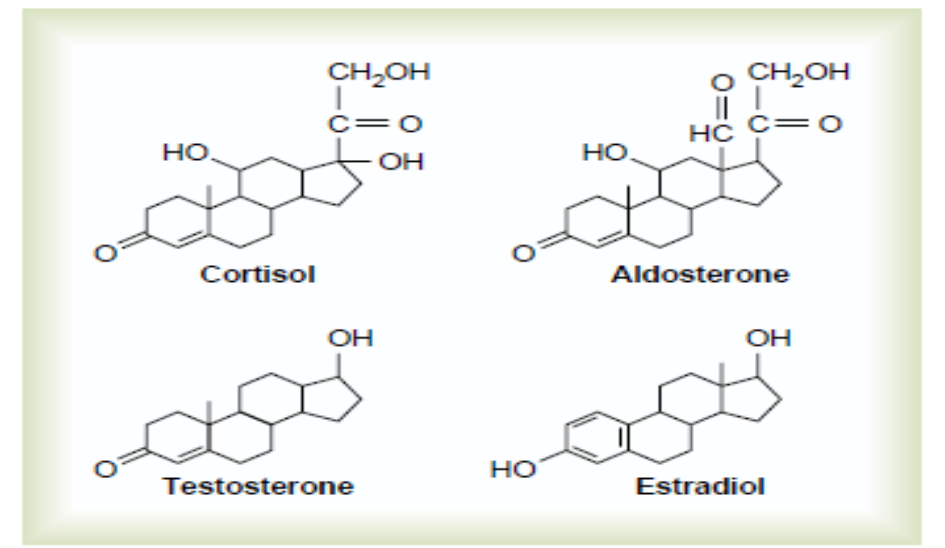 CH₂OH
C = O
HO
OH
O
Cortisol
O
CH₂OH
HC
C = O
HO
O
Aldosterone
OH
O
Testosterone
OH
HO
Estradiol